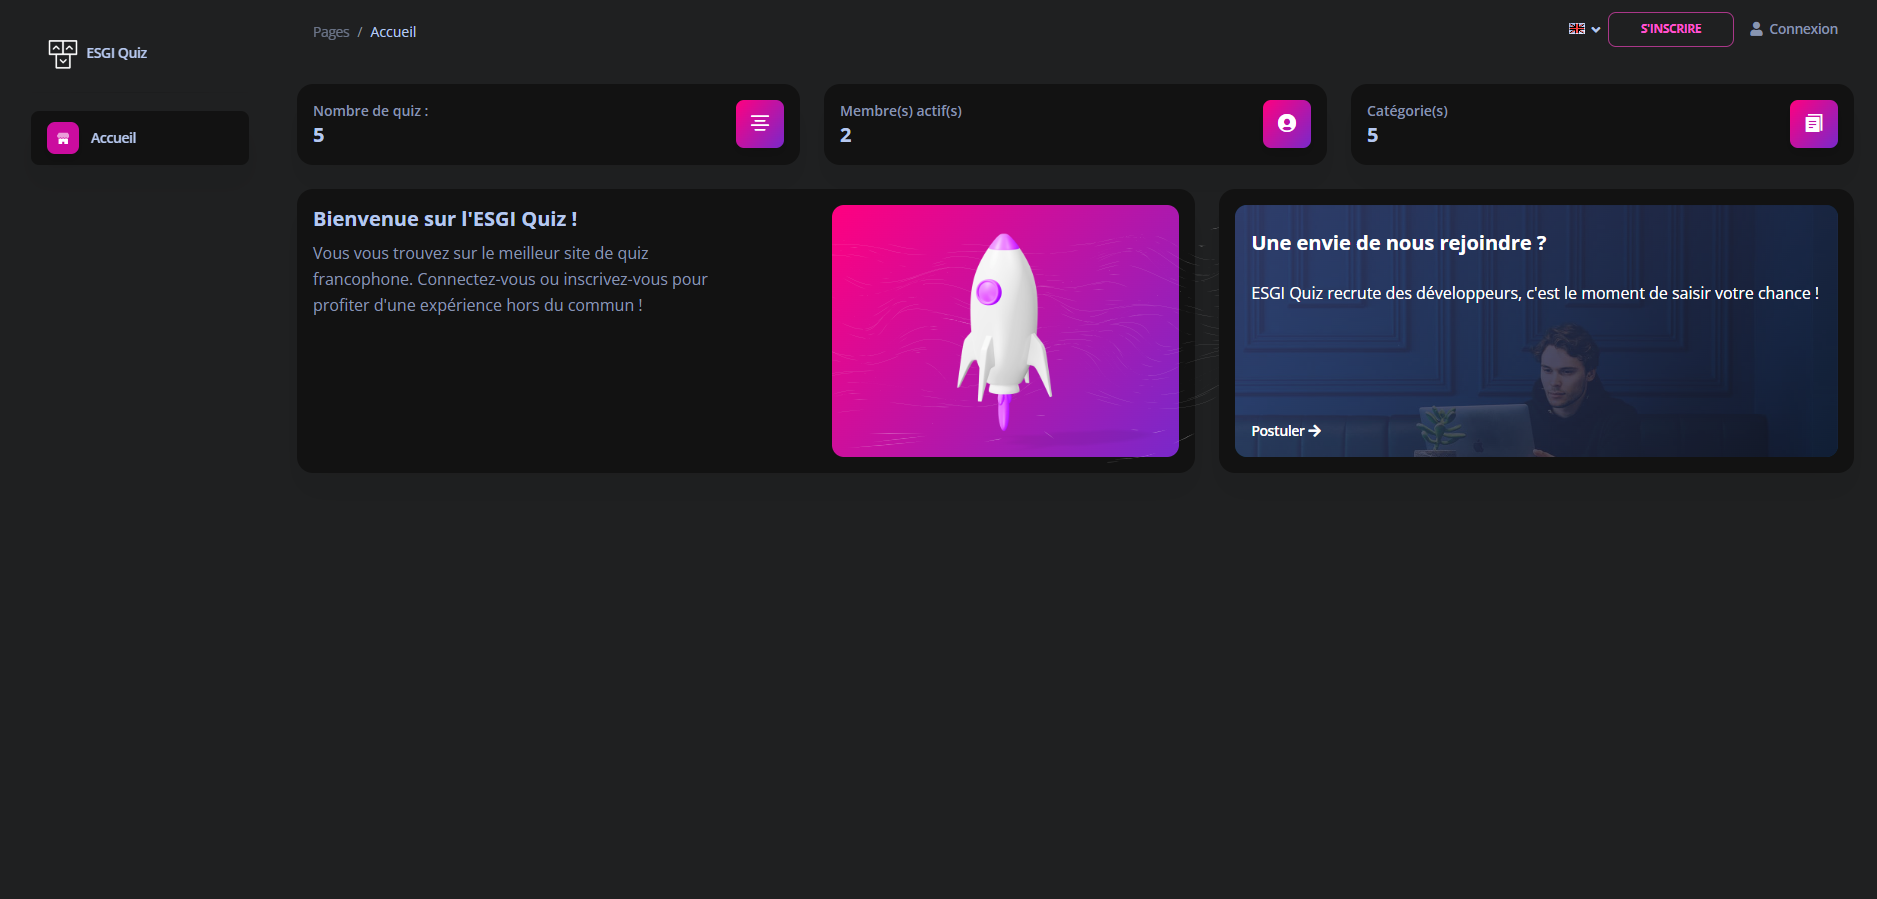 ESGI Quiz
Accueil
Pages / Accueil
S'INSCRIRE
Connexion
Nombre de quiz :
5
Membre(s) actif(s)
2
Catégorie(s)
5
Bienvenue sur l'ESGI Quiz !
Vous vous trouvez sur le meilleur site de quiz
francophone. Connectez-vous ou inscrivez-vous pour
profiter d'une expérience hors du commun !
Une envie de nous rejoindre ?
ESGI Quiz recrute des développeurs, c'est le moment de saisir votre chance !
Postuler